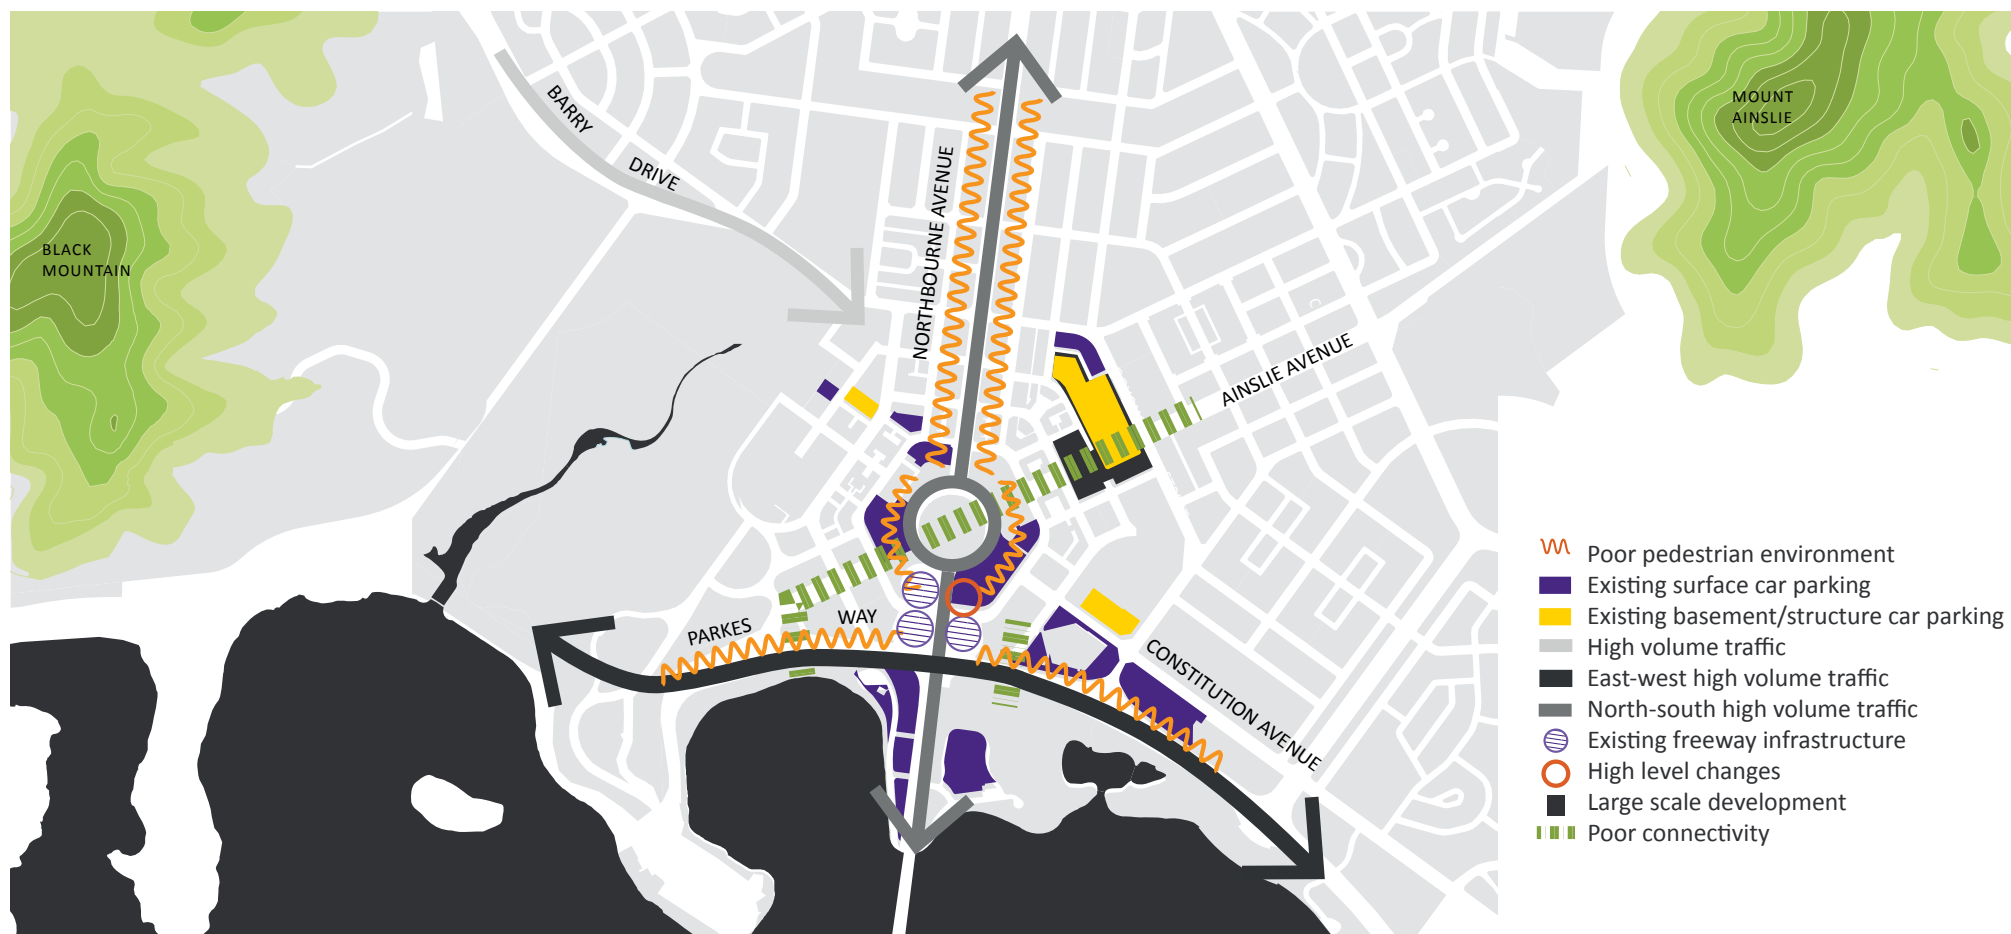 BARRY
DRIVE
NORTHBOURNE AVENUE
MOUNT
AINSLIE
BLACK
MOUNTAIN
AINSLIE AVENUE
PARKES
WAY
CONSTITUTION AVENUE
Poor pedestrian environment
Existing surface car parking
Existing basement/structure car parking
High volume traffic
East-west high volume traffic
North-south high volume traffic
Existing freeway infrastructure
High level changes
Large scale development
Poor connectivity